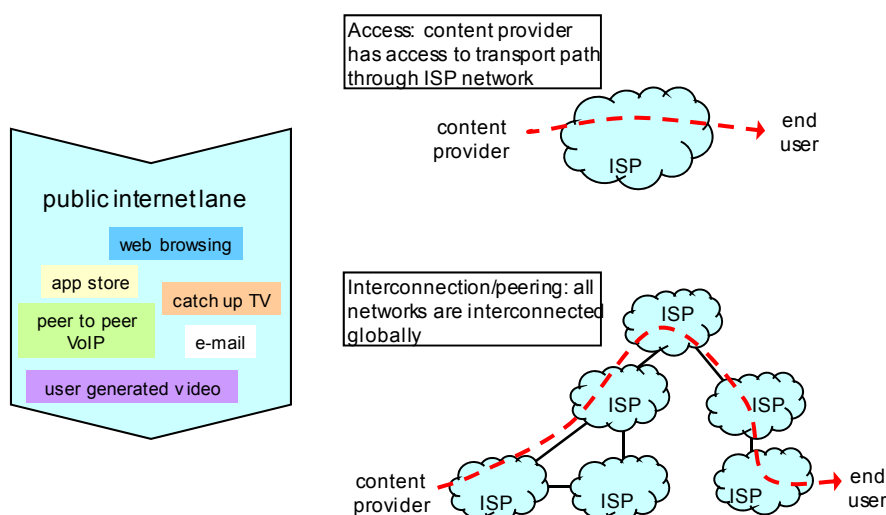 Access: content provider
has access to transport path
through ISP network
content
provider
ISP
end
user
public internet lane
web browsing
app store
catch up TV
peer to peer
VoIP
e-mail
user generated video
Interconnection/peering: all
networks are interconnected
globally
ISP
ISP
ISP
content
provider
ISP
ISP
ISP
end
user